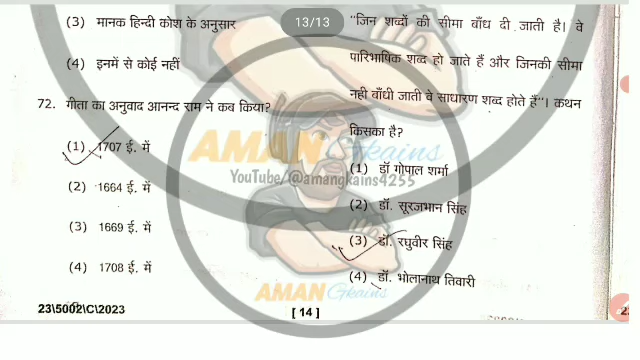 13/13
(3) मानक हिन्दी कोश के अनुसार
(4) इनमें से कोई नहीं
72. गीता का अनुवाद आनन्द राम ने कब किया?
(1) 1707 ई. में
(2) 1664 ई. में
(3) 1669 ई. में
(4) 1708 ई. में
"जिन शब्दों की सीमा बाँध दी जाती है। वे
पारिभाषिक शब्द हो जाते हैं और जिनकी सीमा
नही बाँधी जाती वे साधारण शब्द होते हैं"। कथन
किसका है?
(1) डॉ गोपाल शर्मा
(2) डॉ. सूरजभान सिंह
(3) डॉ. रघुवीर सिंह
(4) डॉ. भोलानाथ तिवारी
AMAN Gkains
YouTube/@amangkains4255
AMAN Gkains
23\5002\C\2023
[ 14 ]